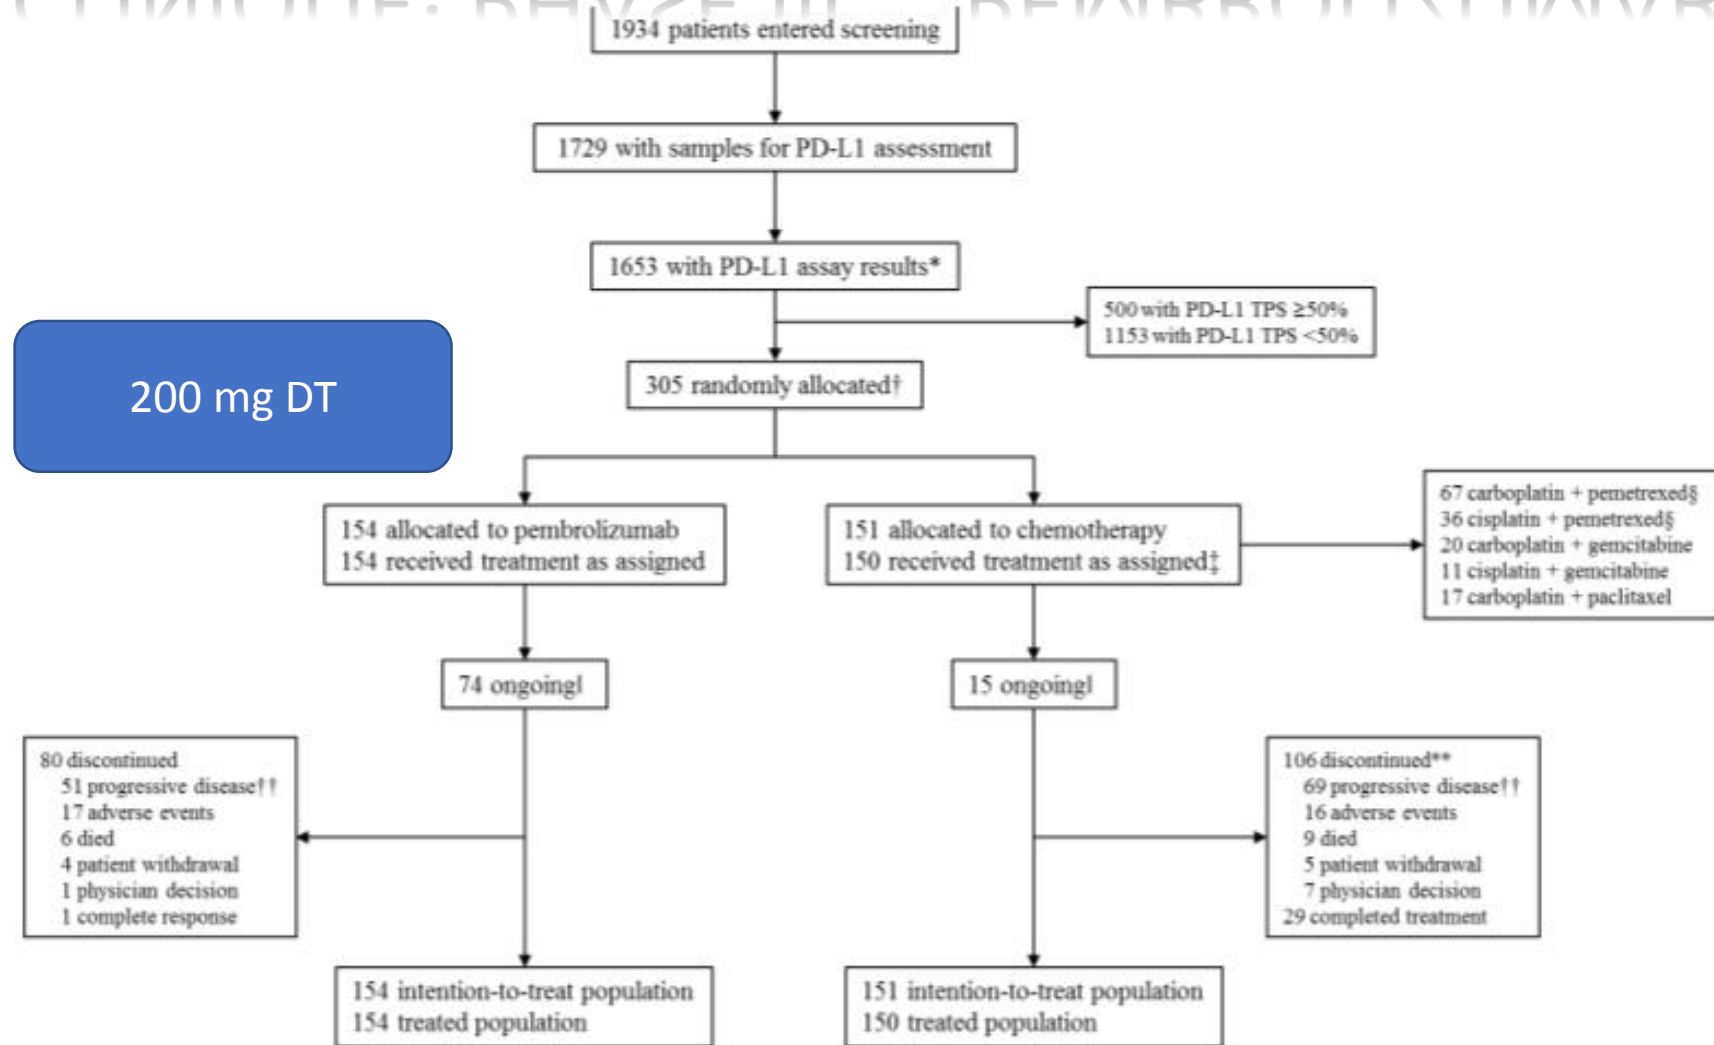 1934 patients entered screening
1729 with samples for PD-L1 assessment
1653 with PD-L1 assay results*
500 with PD-L1 TPS ≥50%
1153 with PD-L1 TPS <50%
200 mg DT
305 randomly allocated†
154 allocated to pembrolizumab
154 received treatment as assigned
151 allocated to chemotherapy
150 received treatment as assigned‡
67 carboplatin + pemetrexed§
36 cisplatin + pemetrexed§
20 carboplatin + gemcitabine
11 cisplatin + gemcitabine
17 carboplatin + paclitaxel
74 ongoing‖
15 ongoing‖
80 discontinued
51 progressive disease††
17 adverse events
6 died
4 patient withdrawal
1 physician decision
1 complete response
106 discontinued**
69 progressive disease††
16 adverse events
9 died
5 patient withdrawal
7 physician decision
29 completed treatment
154 intention-to-treat population
154 treated population
151 intention-to-treat population
150 treated population